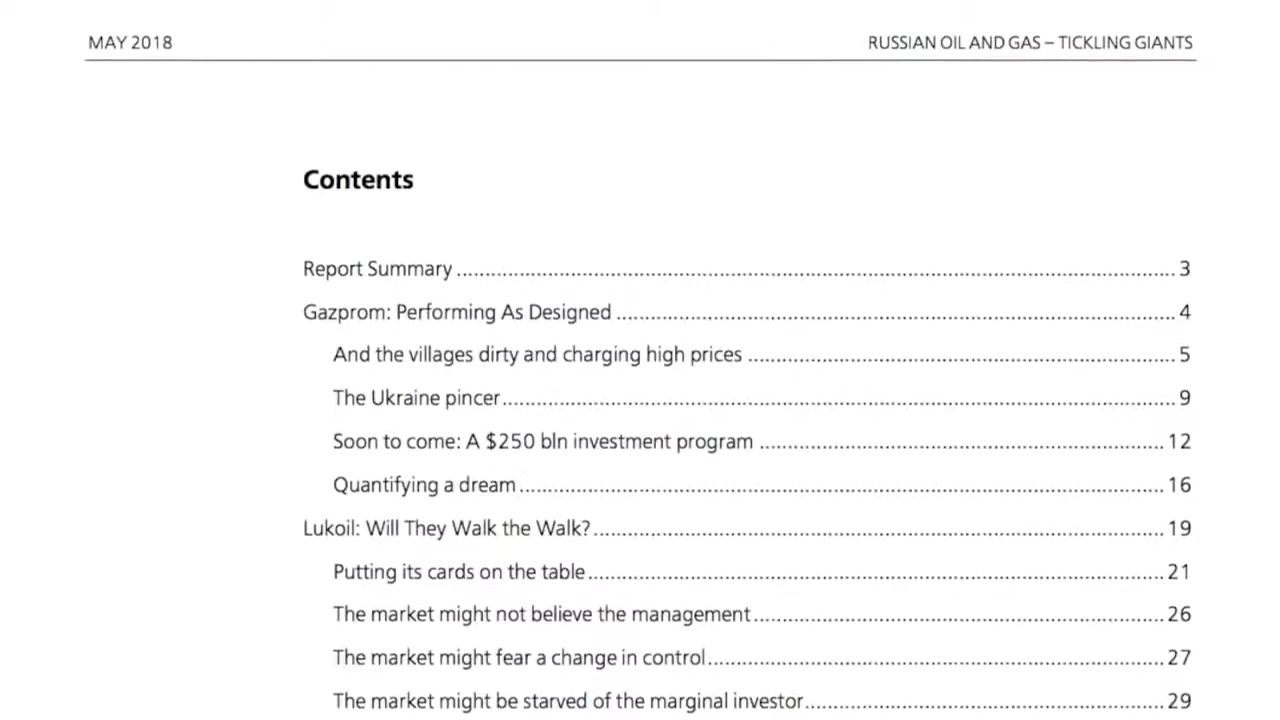 MAY 2018 RUSSIAN OIL AND GAS – TICKLING GIANTS
Contents
Report Summary ........ 3
Gazprom: Performing As Designed ........ 4
And the villages dirty and charging high prices ........ 5
The Ukraine pincer ........ 9
Soon to come: A $250 bln investment program ........ 12
Quantifying a dream ........ 16
Lukoil: Will They Walk the Walk? ........ 19
Putting its cards on the table ........ 21
The market might not believe the management ........ 26
The market might fear a change in control ........ 27
The market might be starved of the marginal investor ........ 29